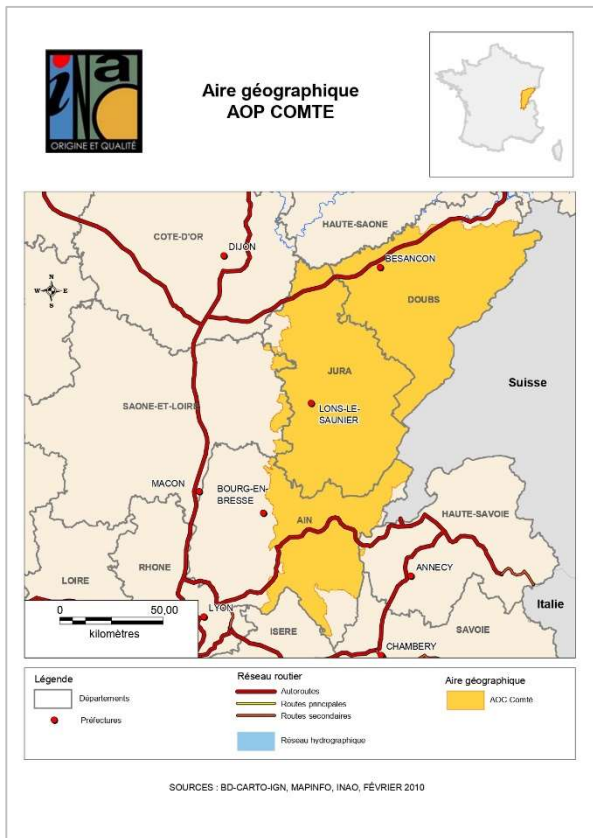 INAO
ORIGINE ET QUALITÉ
Aire géographique
AOP COMTE
HAUTE-SAONE
COTE-D'OR
DIJON
BESANCON
N
W E
S
DOUBS
JURA
Suisse
LONS-LE-
SAUNIER
SAONE-ET-LOIRE
MACON
BOURG-EN-
BRESSE
AIN
HAUTE-SAVOIE
RHONE
LOIRE
ANNECY
LYON
Italie
ISERE
SAVOIE
CHAMBERY
0 50,00
kilomètres
Légende
Départements
Préfectures
Réseau routier
Autoroutes
Routes principales
Routes secondaires
Réseau hydrographique
Aire géographique
AOC Comté
SOURCES : BD-CARTO-IGN, MAPINFO, INAO, FÉVRIER 2010